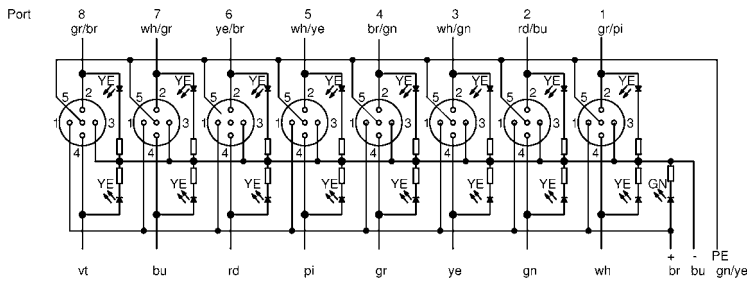 Port 8 7 6 5 4 3 2 1
gr/br wh/gr ye/br wh/ye br/gn wh/gn rd/bu gr/pi
YE YE YE YE YE YE YE YE
5 2 5 2 5 2 5 2 5 2 5 2 5 2 5 2
1 3 1 3 1 3 1 3 1 3 1 3 1 3 1 3
4 4 4 4 4 4 4 4
YE YE YE YE YE YE YE YE GN
+ - PE
vt bu rd pi gr ye gn wh br bu gn/ye